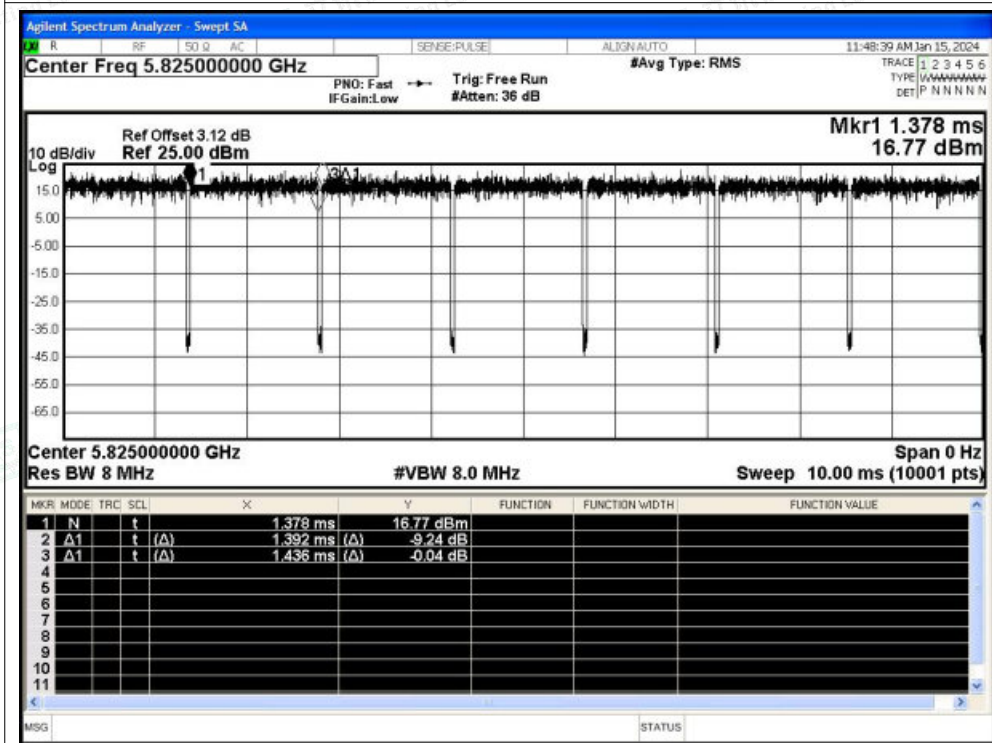 Agilent Spectrum Analyzer - Swept SA
R RF 50 Ω AC SENSE:PULSE ALIGN AUTO 11:48:39 AM Jan 15, 2024
Center Freq 5.825000000 GHz #Avg Type: RMS TRACE 1 2 3 4 5 6
PNO: Fast Trig: Free Run TYPE
IFGain:Low #Atten: 36 dB DET P N N N N N
Mkr1 1.378 ms
Ref Offset 3.12 dB
10 dB/div Ref 25.00 dBm 16.77 dBm
Log
1 3Δ1
15.0
5.00
-5.00
-15.0
-25.0
-35.0
-45.0
-55.0
-65.0
Center 5.825000000 GHz Span 0 Hz
Res BW 8 MHz #VBW 8.0 MHz Sweep 10.00 ms (10001 pts)
MKR MODE TRC SCL X Y FUNCTION FUNCTION WIDTH FUNCTION VALUE
1 N t 1.378 ms 16.77 dBm
2 Δ1 t (Δ) 1.392 ms (Δ) -9.24 dB
3 Δ1 t (Δ) 1.436 ms (Δ) -0.04 dB
4
5
6
7
8
9
10
11
MSG STATUS